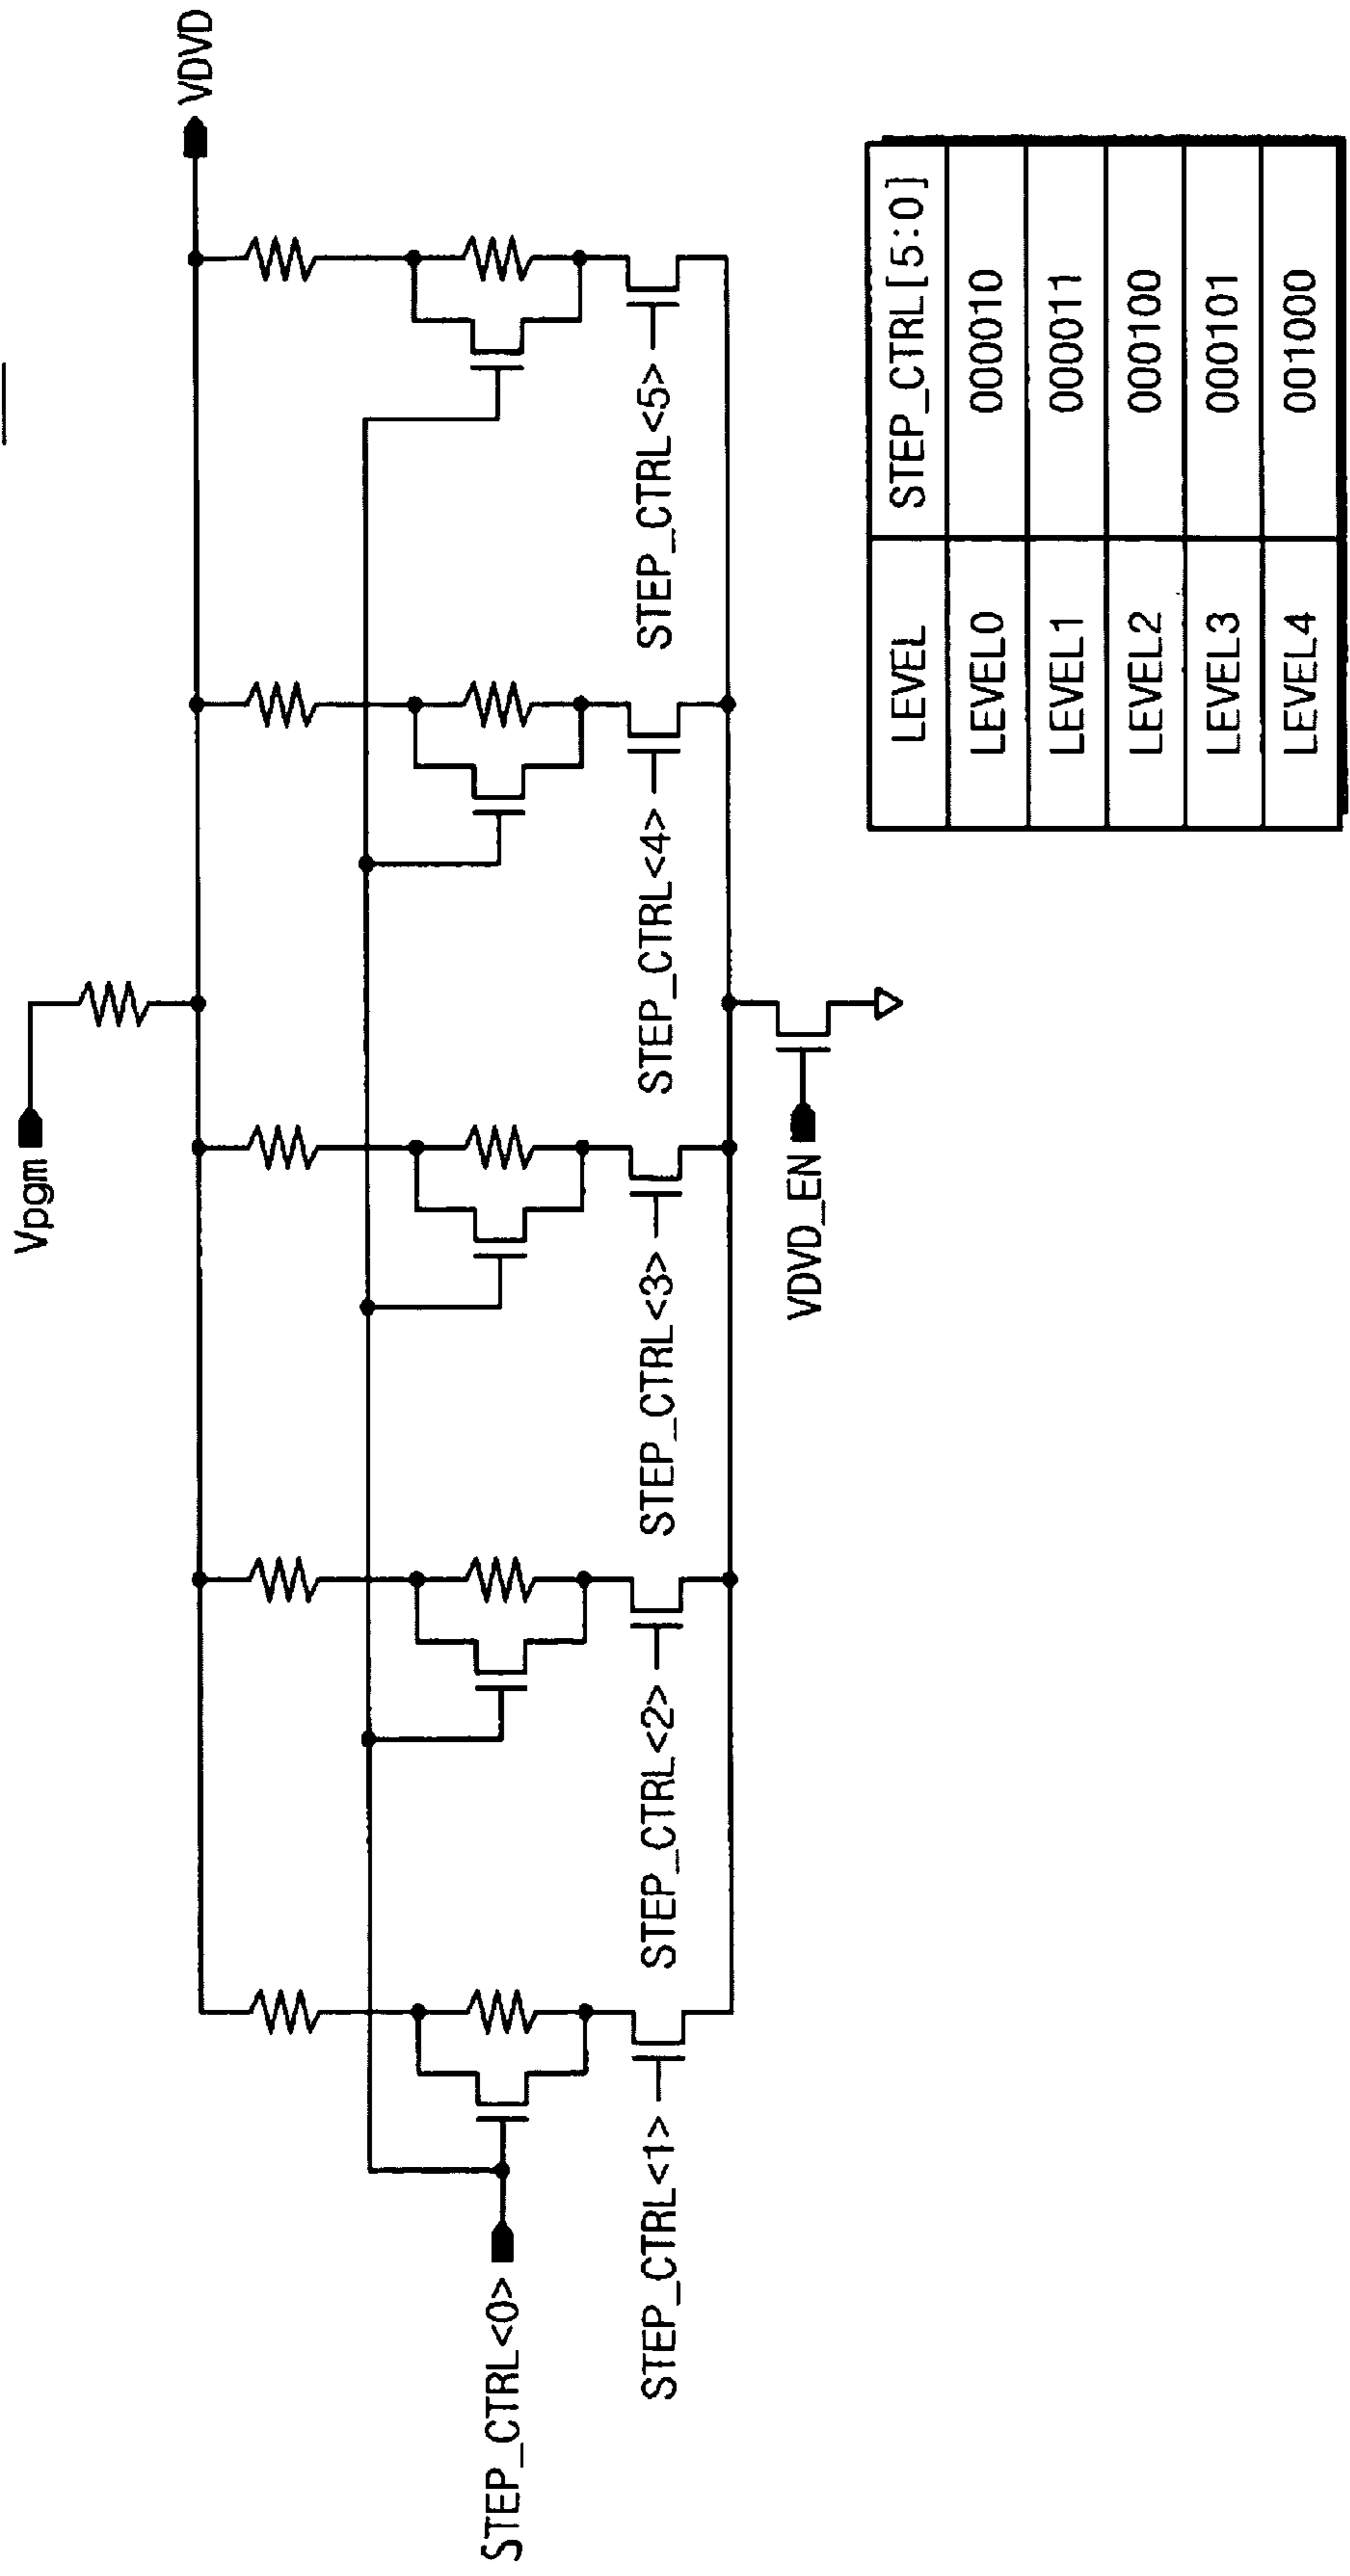 Vpgm
VDVD
STEP_CTRL<0>
STEP_CTRL<1>
STEP_CTRL<2>
STEP_CTRL<3>
STEP_CTRL<4>
STEP_CTRL<5>
VDVD_EN
LEVEL STEP_CTRL[5:0]
LEVEL0 000010
LEVEL1 000011
LEVEL2 000100
LEVEL3 000101
LEVEL4 001000